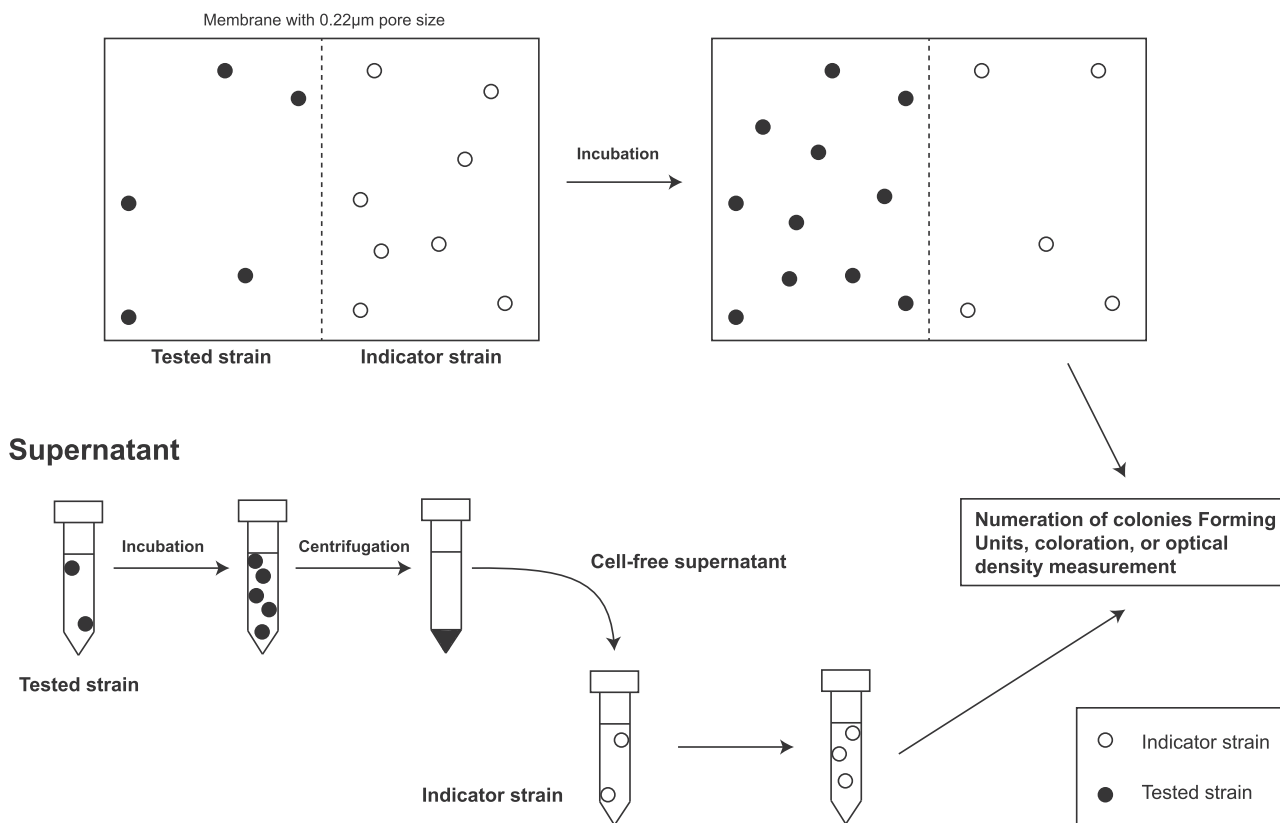 Membrane with 0.22µm pore size
Incubation
Tested strain
Indicator strain
Supernatant
Incubation
Centrifugation
Cell-free supernatant
Numeration of colonies Forming
Units, coloration, or optical
density measurement
Tested strain
Indicator strain
Indicator strain
Tested strain